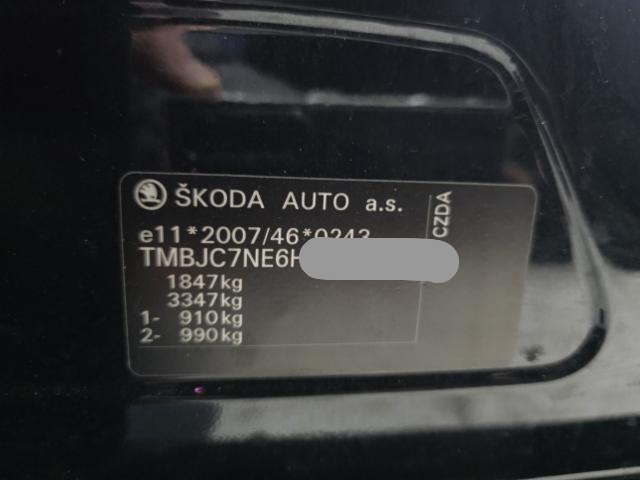 ŠKODA AUTO a.s.
e11*2007/46*0243
TMBJC7NE6H
1847kg
3347kg
1- 910kg
2- 990kg
CZDA